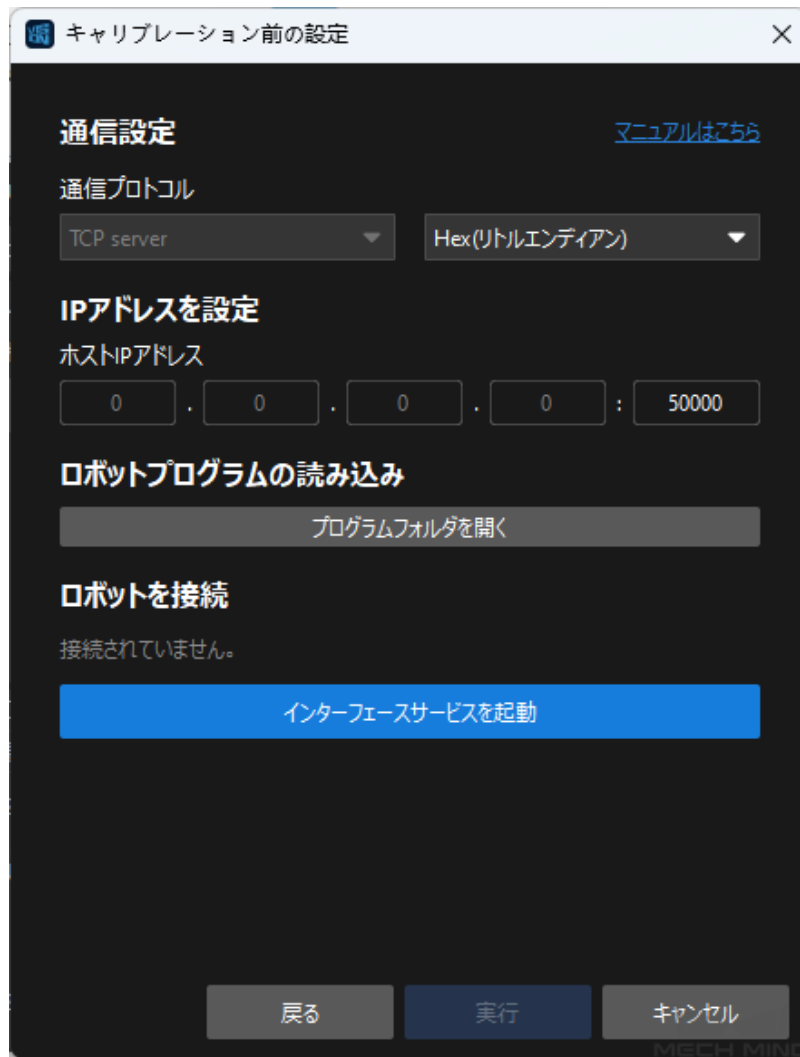 キャリブレーション前の設定
通信設定 マニュアルはこちら
通信プロトコル
TCP server Hex(リトルエンディアン)
IPアドレスを設定
ホストIPアドレス
0 . 0 . 0 . 0 : 50000
ロボットプログラムの読み込み
プログラムフォルダを開く
ロボットを接続
接続されていません。
インターフェースサービスを起動
戻る 実行 キャンセル
MECH MIND